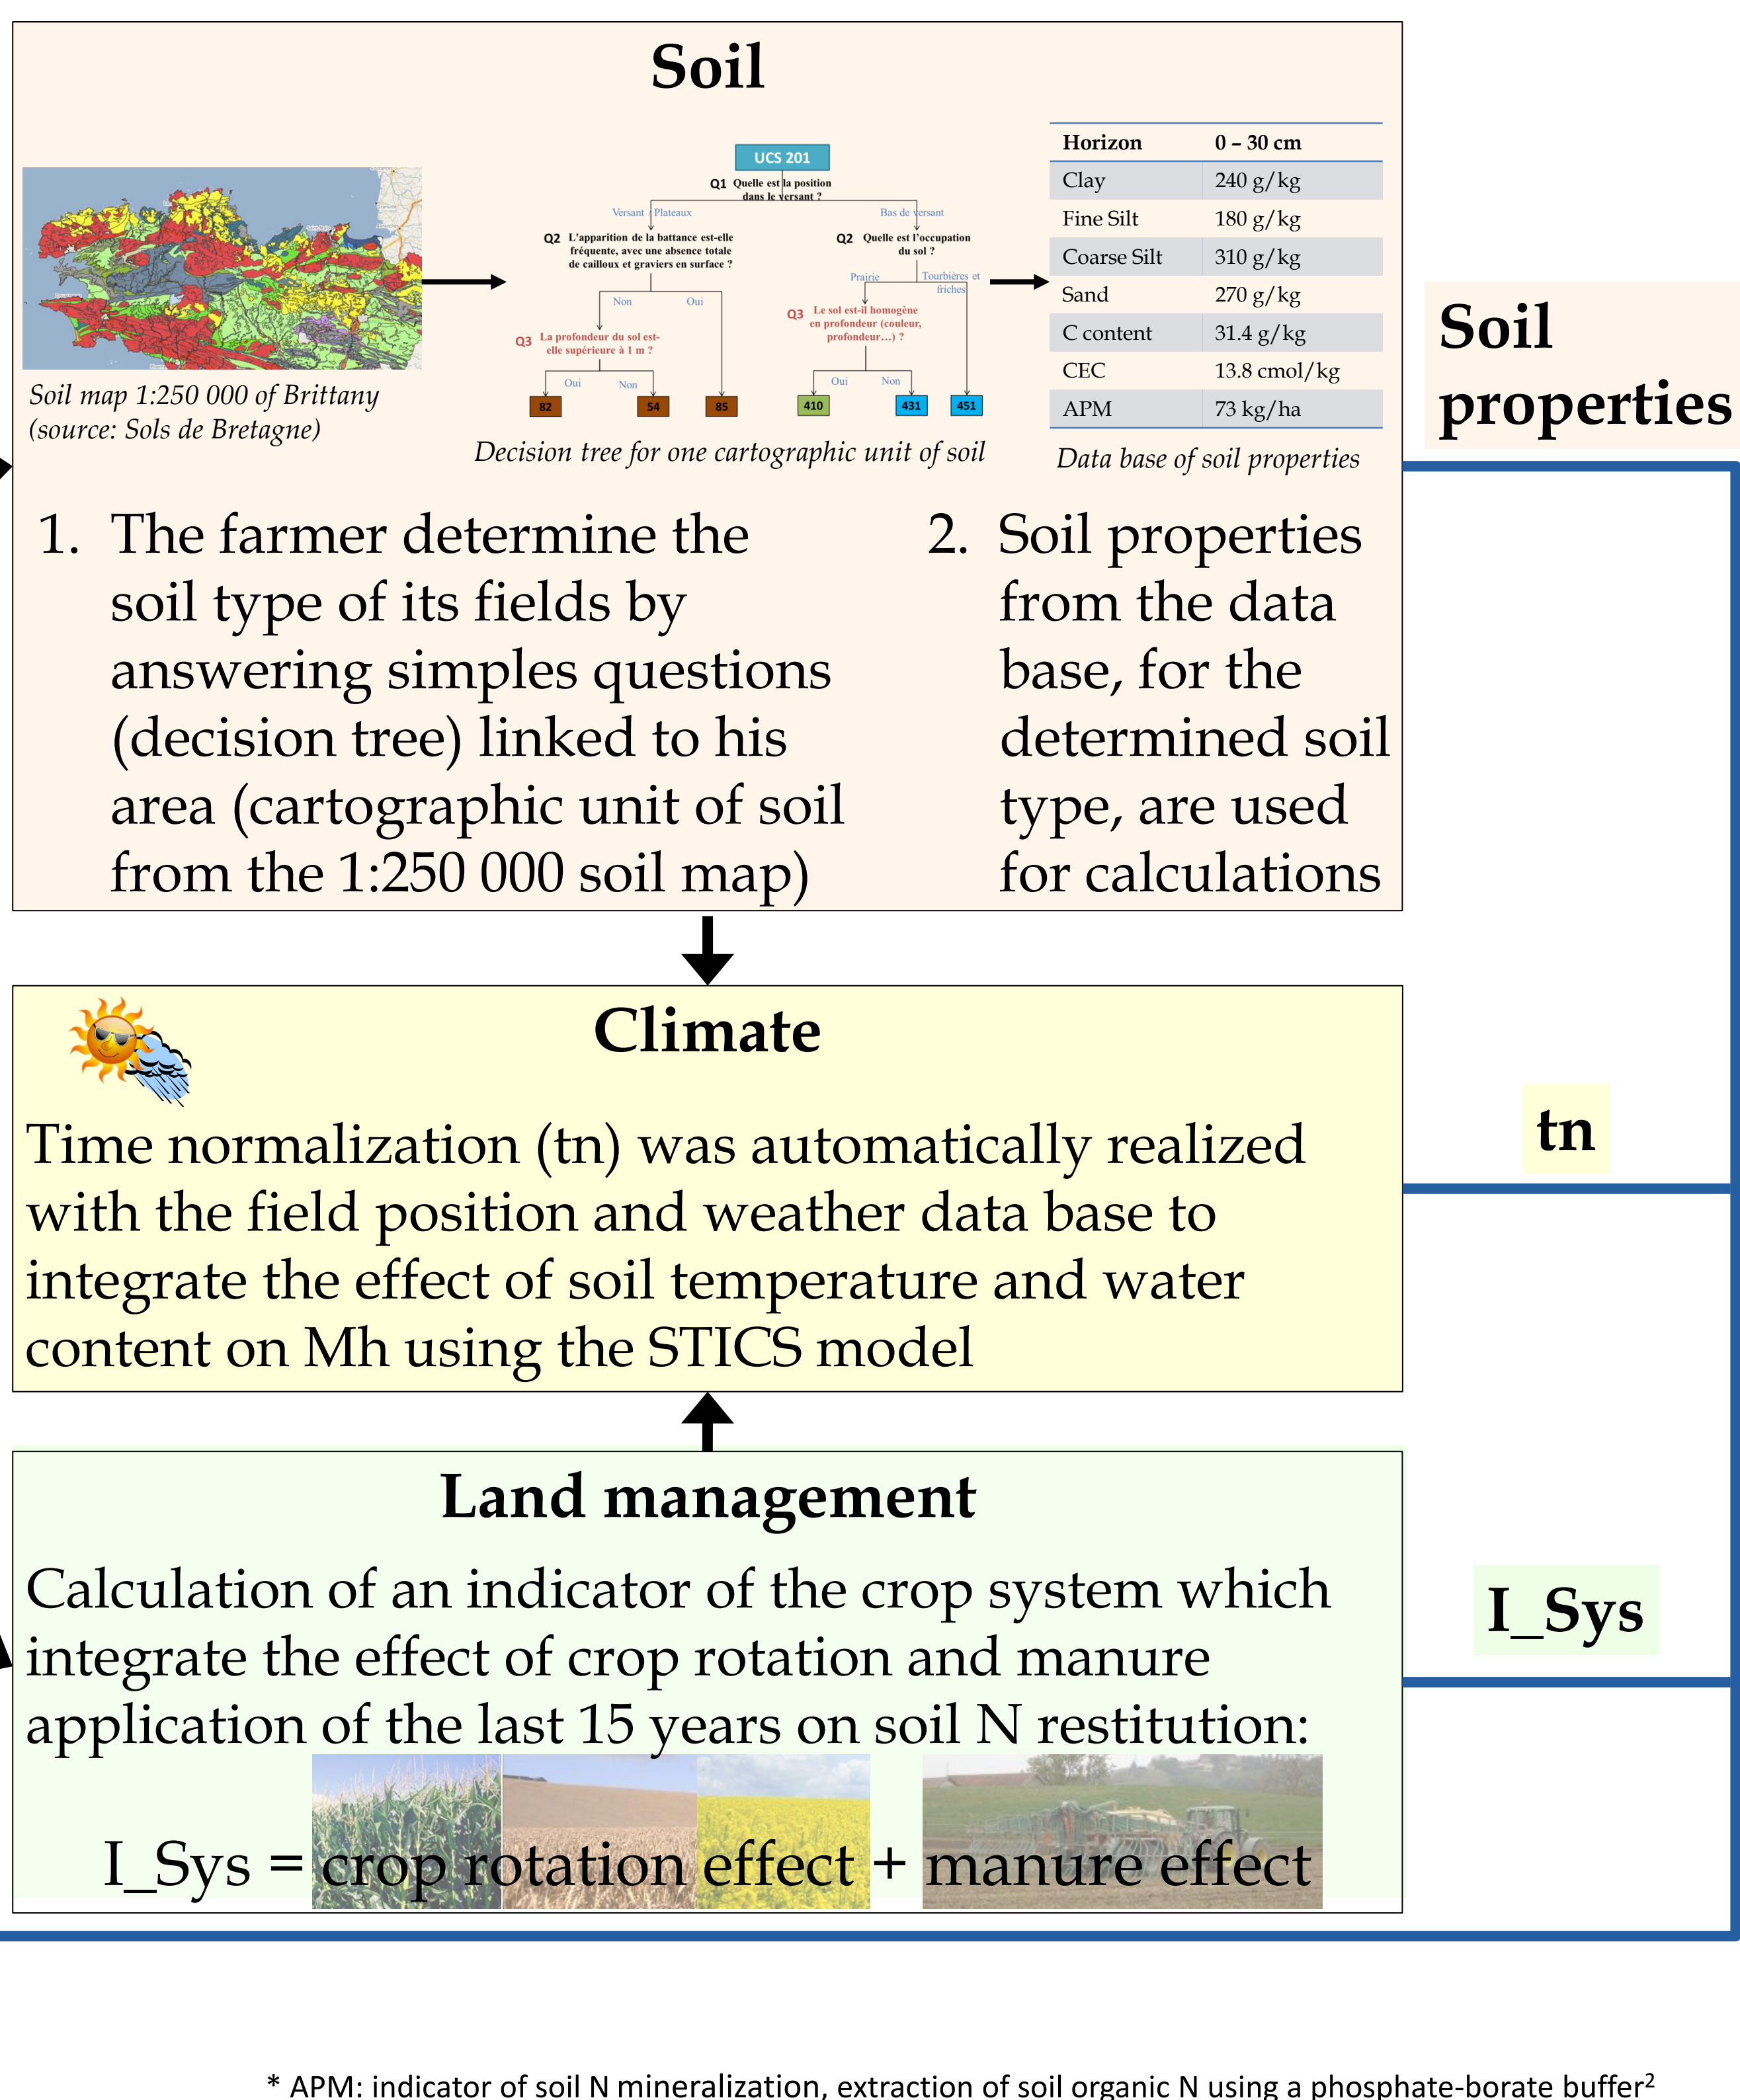 Soil
UCS 201
Q1 Quelle est la position
dans le versant ?
Versant / Plateaux
Bas de versant
Q2 L'apparition de la battance est-elle
fréquente, avec une absence totale
de cailloux et graviers en surface ?
Q2 Quelle est l'occupation
du sol ?
Non
Oui
Prairie
Tourbières et
friches
Q3 La profondeur du sol est-
elle supérieure à 1 m ?
Q3 Le sol est-il homogène
en profondeur (couleur,
profondeur...) ?
Oui
Non
Oui
Non
82
54
85
410
431
451
Horizon 0 – 30 cm
Clay 240 g/kg
Fine Silt 180 g/kg
Coarse Silt 310 g/kg
Sand 270 g/kg
C content 31.4 g/kg
CEC 13.8 cmol/kg
APM 73 kg/ha
Soil map 1:250 000 of Brittany
(source: Sols de Bretagne)
Decision tree for one cartographic unit of soil
Data base of soil properties
1. The farmer determine the
soil type of its fields by
answering simples questions
(decision tree) linked to his
area (cartographic unit of soil
from the 1:250 000 soil map)
2. Soil properties
from the data
base, for the
determined soil
type, are used
for calculations
Soil
properties
Climate
Time normalization (tn) was automatically realized
with the field position and weather data base to
integrate the effect of soil temperature and water
content on Mh using the STICS model
tn
Land management
Calculation of an indicator of the crop system which
integrate the effect of crop rotation and manure
application of the last 15 years on soil N restitution:
I_Sys = crop rotation effect + manure effect
I_Sys
* APM: indicator of soil N mineralization, extraction of soil organic N using a phosphate-borate buffer²